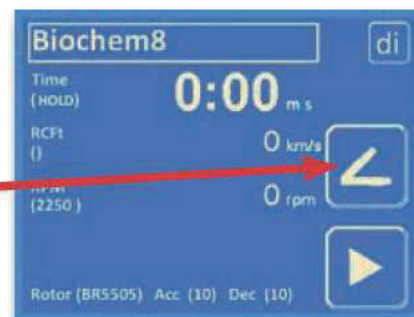 Biochem8
di
Time
(HOLD)
0:00 m s
RCFt
()
0 km/s
(2250 )
0 rpm
Rotor (BR5505) Acc (10) Dec (10)